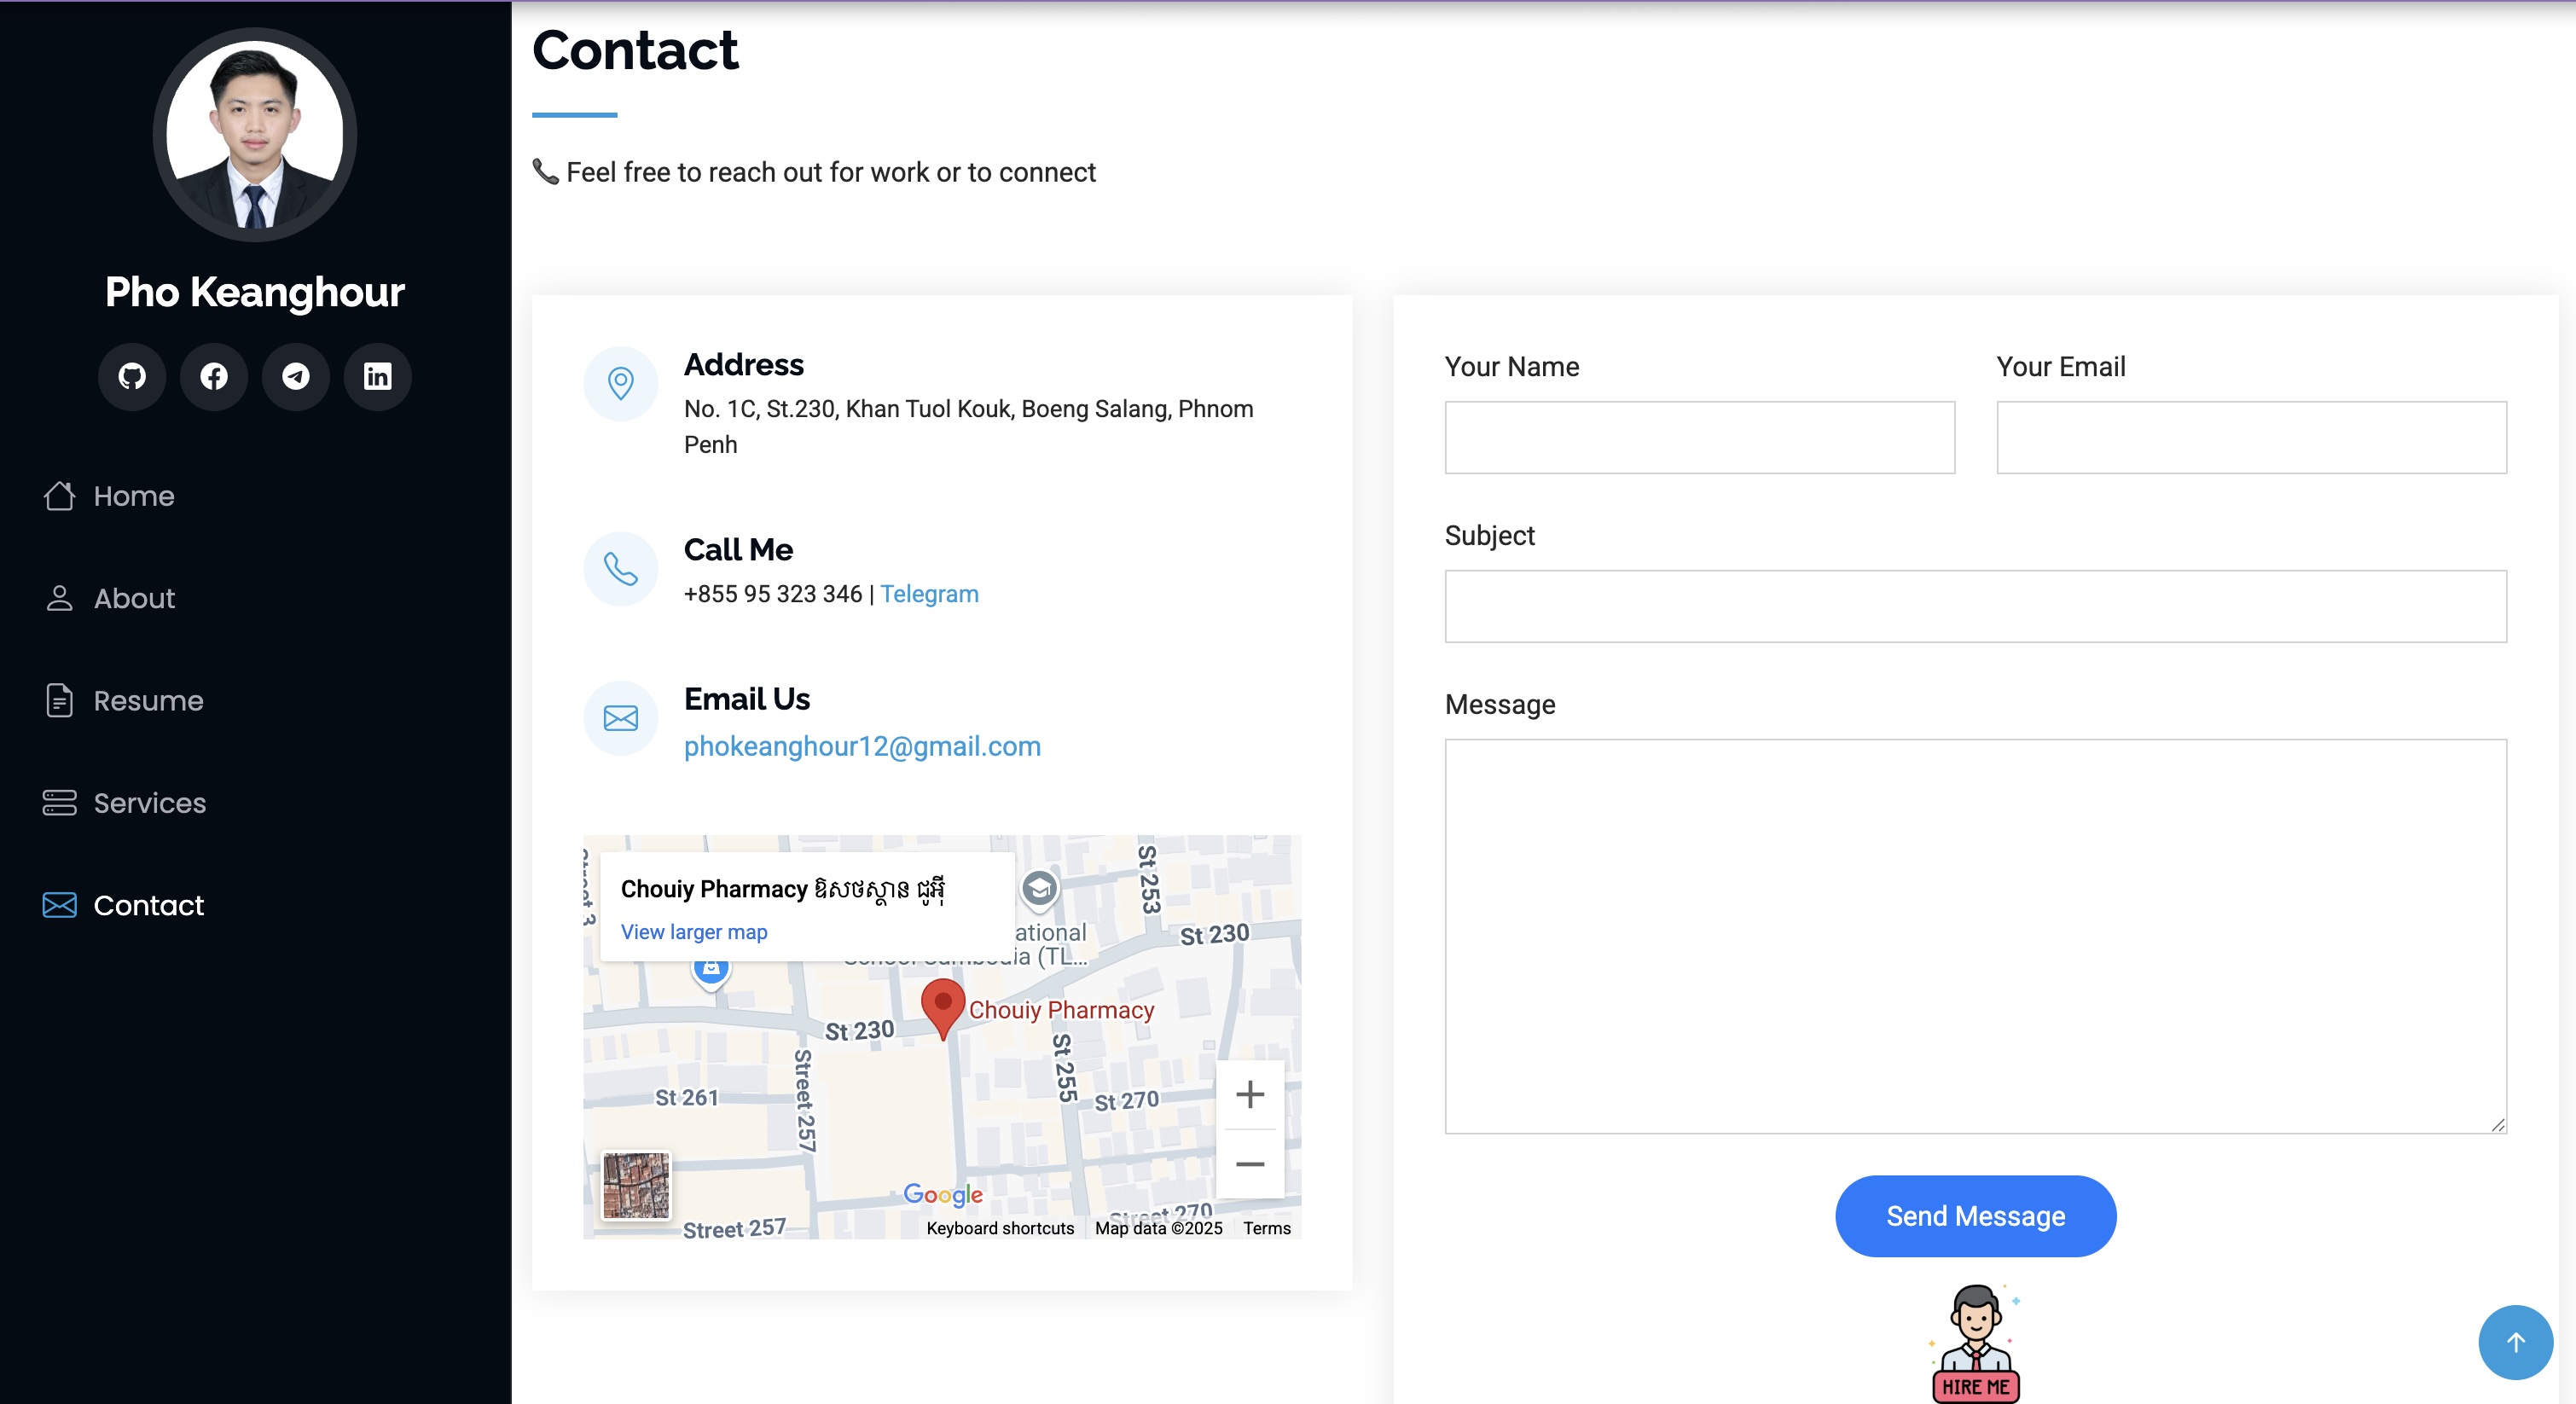 Pho Keanghour
Home
About
Resume
Services
Contact
Contact
Feel free to reach out for work or to connect
Address
No. 1C, St.230, Khan Tuol Kouk, Boeng Salang, Phnom
Penh
Call Me
+855 95 323 346 | Telegram
Email Us
phokeanghour12@gmail.com
Chouiy Pharmacy ឱសថស្ថាន ជូអ៊ី
View larger map
ational
St 253
St 230
Chouiy Pharmacy
St 230
St 255
Street 257
St 261
St 270
Google
Street 270
Street 257
Keyboard shortcuts
Map data ©2025
Terms
Your Name
Your Email
Subject
Message
Send Message
HIRE ME